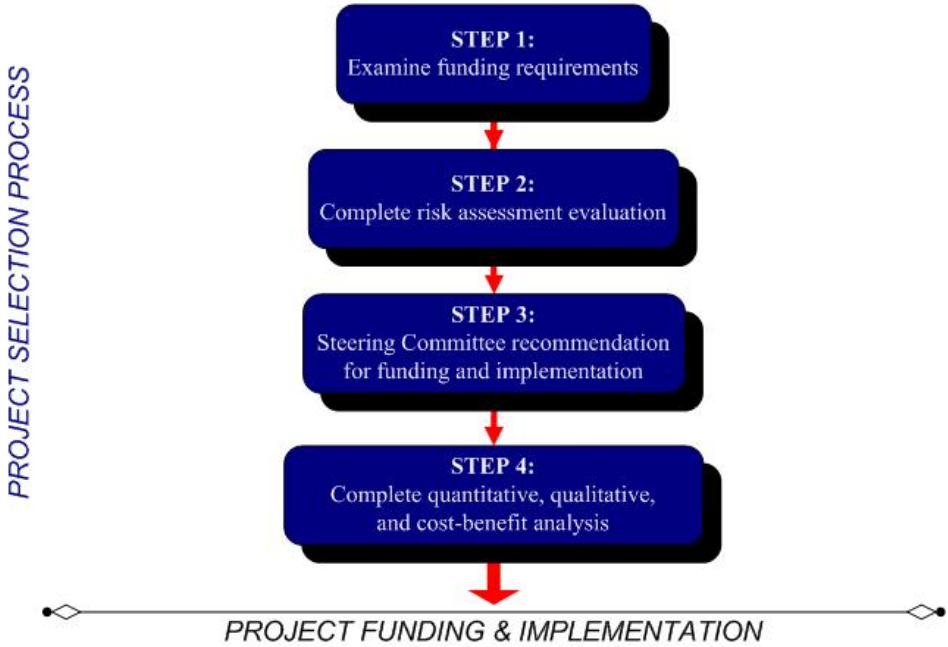 PROJECT SELECTION PROCESS
STEP 1:
Examine funding requirements
STEP 2:
Complete risk assessment evaluation
STEP 3:
Steering Committee recommendation
for funding and implementation
STEP 4:
Complete quantitative, qualitative,
and cost-benefit analysis
PROJECT FUNDING & IMPLEMENTATION